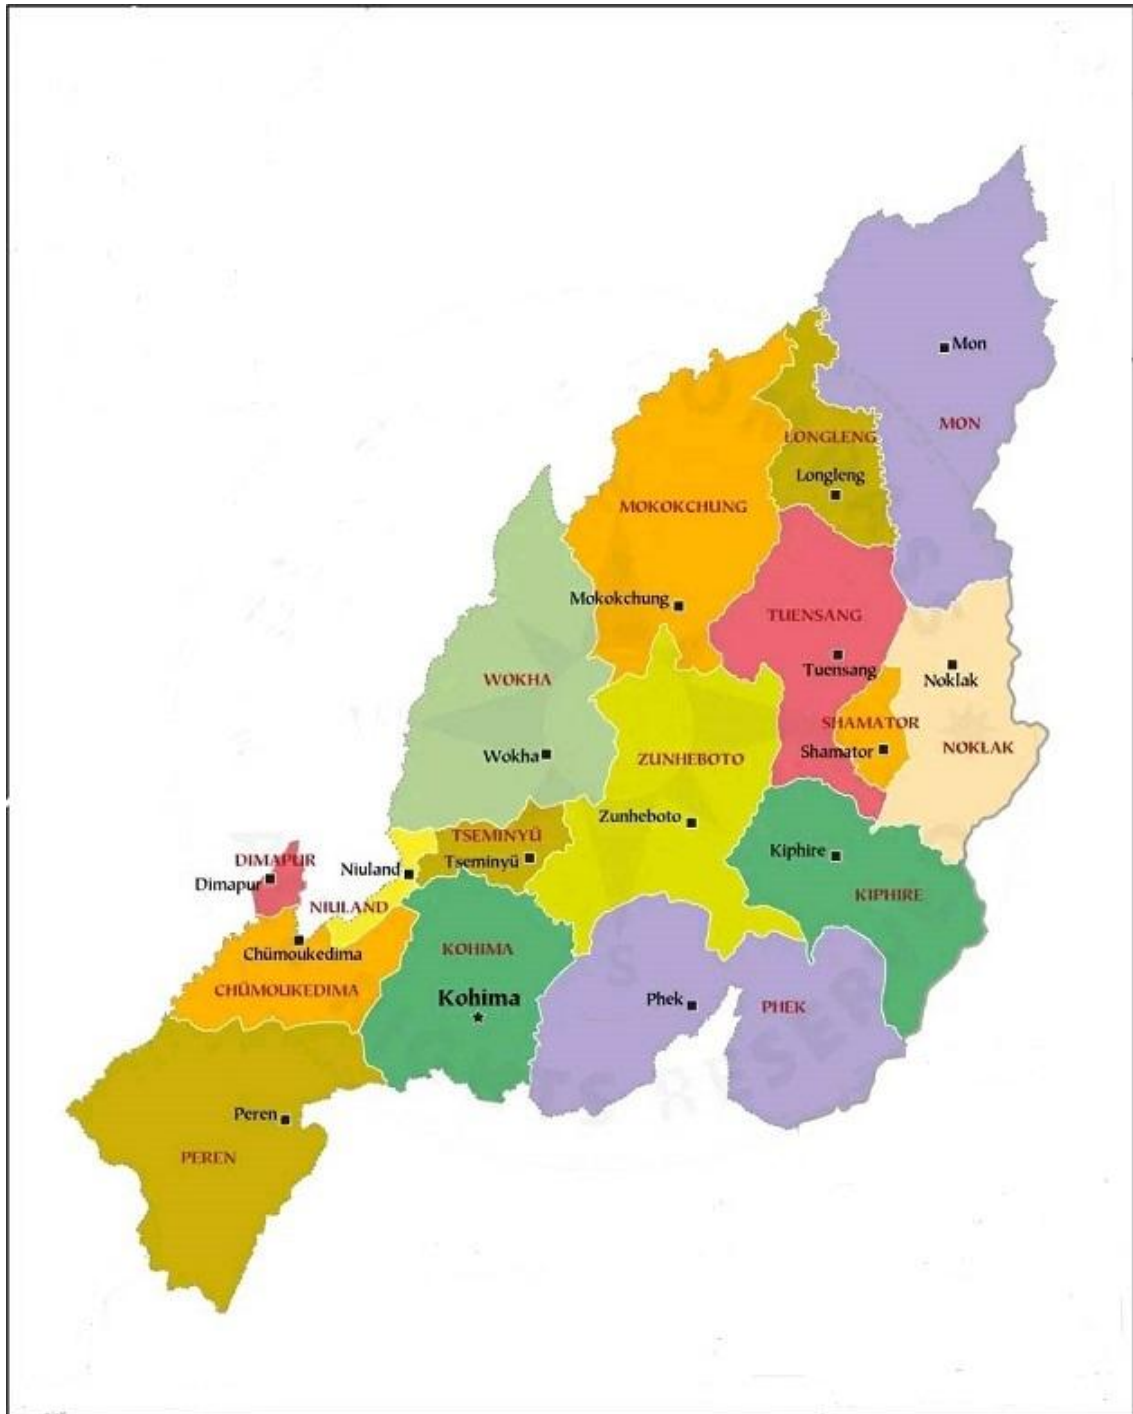 Mon
MON
LONGLENG
Longleng
MOKOKCHUNG
Mokokchung
TUENSANG
Tuensang
Noklak
NOKLAK
WOKHA
Wokha
SHAMATOR
Shamator
ZUNHEBOTO
Zunheboto
TSEMINYÜ
Tseminyü
Kiphire
KIPHIRE
DIMAPUR
Dimapur
Niuland
NIULAND
Chümoukedima
CHÜMOUKEDIMA
KOHIMA
Kohima
Phek
PHEK
Peren
PEREN